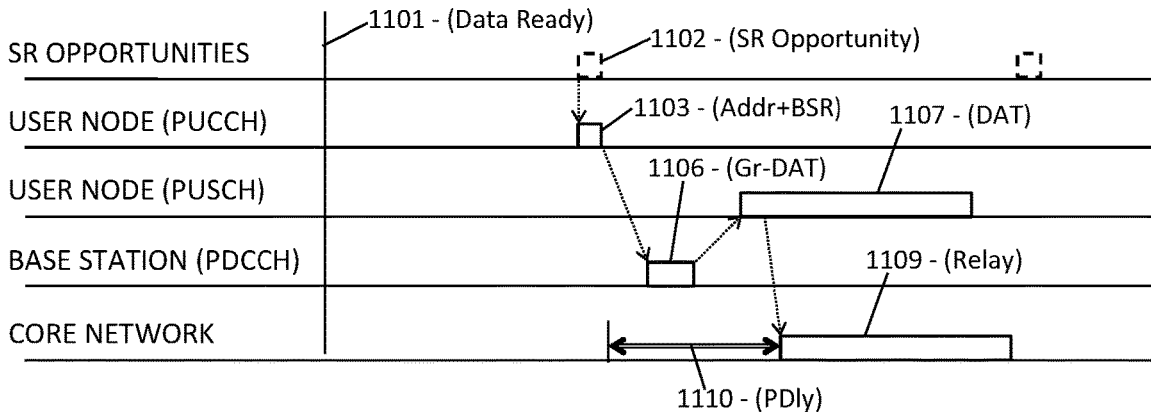 1101 - (Data Ready)
SR OPPORTUNITIES
1102 - (SR Opportunity)
USER NODE (PUCCH)
1103 - (Addr+BSR)
1107 - (DAT)
USER NODE (PUSCH)
1106 - (Gr-DAT)
BASE STATION (PDCCH)
1109 - (Relay)
CORE NETWORK
1110 - (PDly)